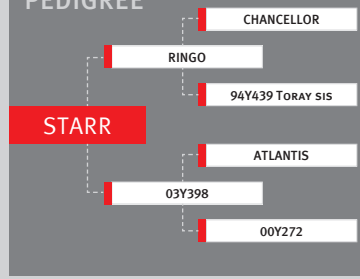 PEDIGREE
CHANCELLOR
RINGO
94Y439 TORAY SIS
STARR
ATLANTIS
03Y398
00Y272